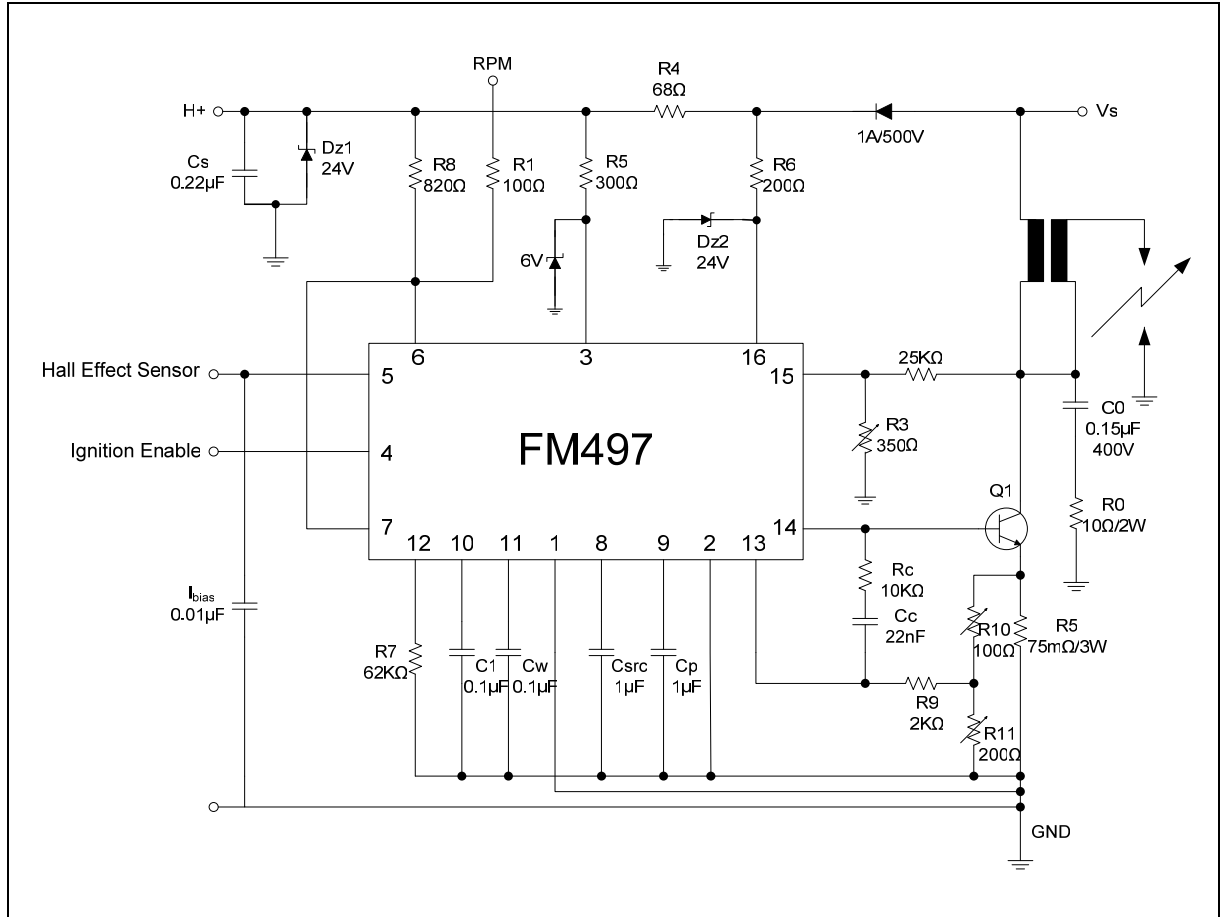 RPM
R4
68Ω
H+
Vs
1A/500V
Cs
0.22µF
Dz1
24V
R8
820Ω
R1
100Ω
R5
300Ω
R6
200Ω
6V
Dz2
24V
6
3
16
Hall Effect Sensor
5
15
25KΩ
Ignition Enable
4
FM497
R3
350Ω
C0
0.15µF
400V
Q1
R0
10Ω/2W
7
14
12
10
11
1
8
9
2
13
Ibias
0.01µF
Rc
10KΩ
Cc
22nF
R10
100Ω
R5
75mΩ/3W
R7
62KΩ
C1
0.1µF
Cw
0.1µF
Csrc
1µF
Cp
1µF
R9
2KΩ
R11
200Ω
GND